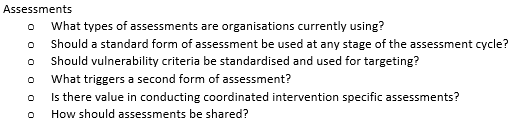 Assessments
o What types of assessments are organisations currently using?
o Should a standard form of assessment be used at any stage of the assessment cycle?
o Should vulnerability criteria be standardised and used for targeting?
o What triggers a second form of assessment?
o Is there value in conducting coordinated intervention specific assessments?
o How should assessments be shared?